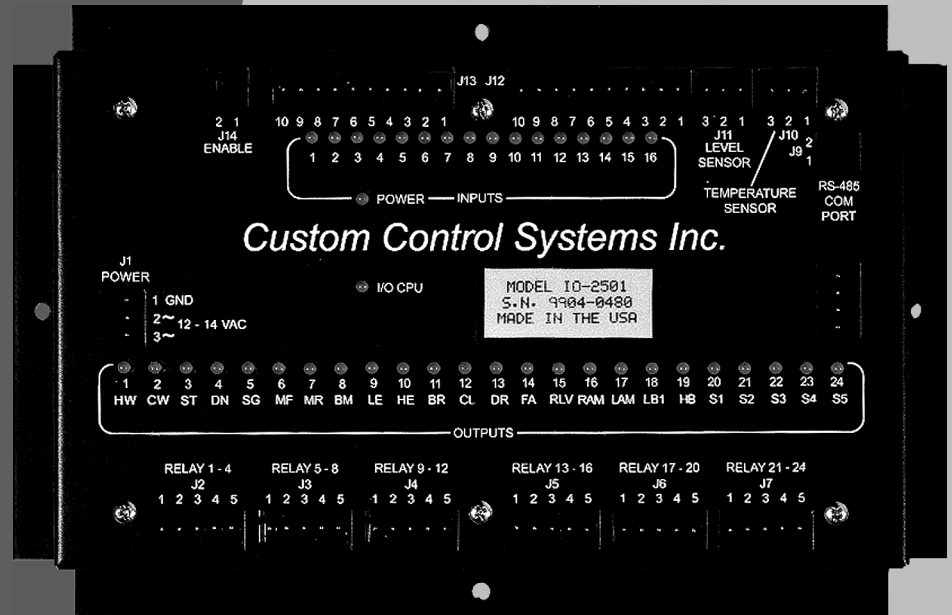 J13 J12
2 1
J14
ENABLE
10 9 8 7 6 5 4 3 2 1
10 9 8 7 6 5 4 3 2 1
3 2 1
J11
LEVEL
SENSOR
3 2 1
J10
J9 2
1
TEMPERATURE
SENSOR
RS-485
COM
PORT
1 2 3 4 5 6 7 8 9 10 11 12 13 14 15 16
POWER INPUTS
Custom Control Systems Inc.
J1
POWER
1 GND
2~ 12 - 14 VAC
3~
I/O CPU
MODEL IO-2501
S.N. 9904-0480
MADE IN THE USA
1 2 3 4 5 6 7 8 9 10 11 12 13 14 15 16 17 18 19 20 21 22 23 24
HW CW ST DN SG MF MR BM LE HE BR CL DR FA RLV RAM LAM LB1 HB S1 S2 S3 S4 S5
OUTPUTS
RELAY 1 - 4
J2
1 2 3 4 5
RELAY 5 - 8
J3
1 2 3 4 5
RELAY 9 - 12
J4
1 2 3 4 5
RELAY 13 - 16
J5
1 2 3 4 5
RELAY 17 - 20
J6
1 2 3 4 5
RELAY 21 - 24
J7
1 2 3 4 5